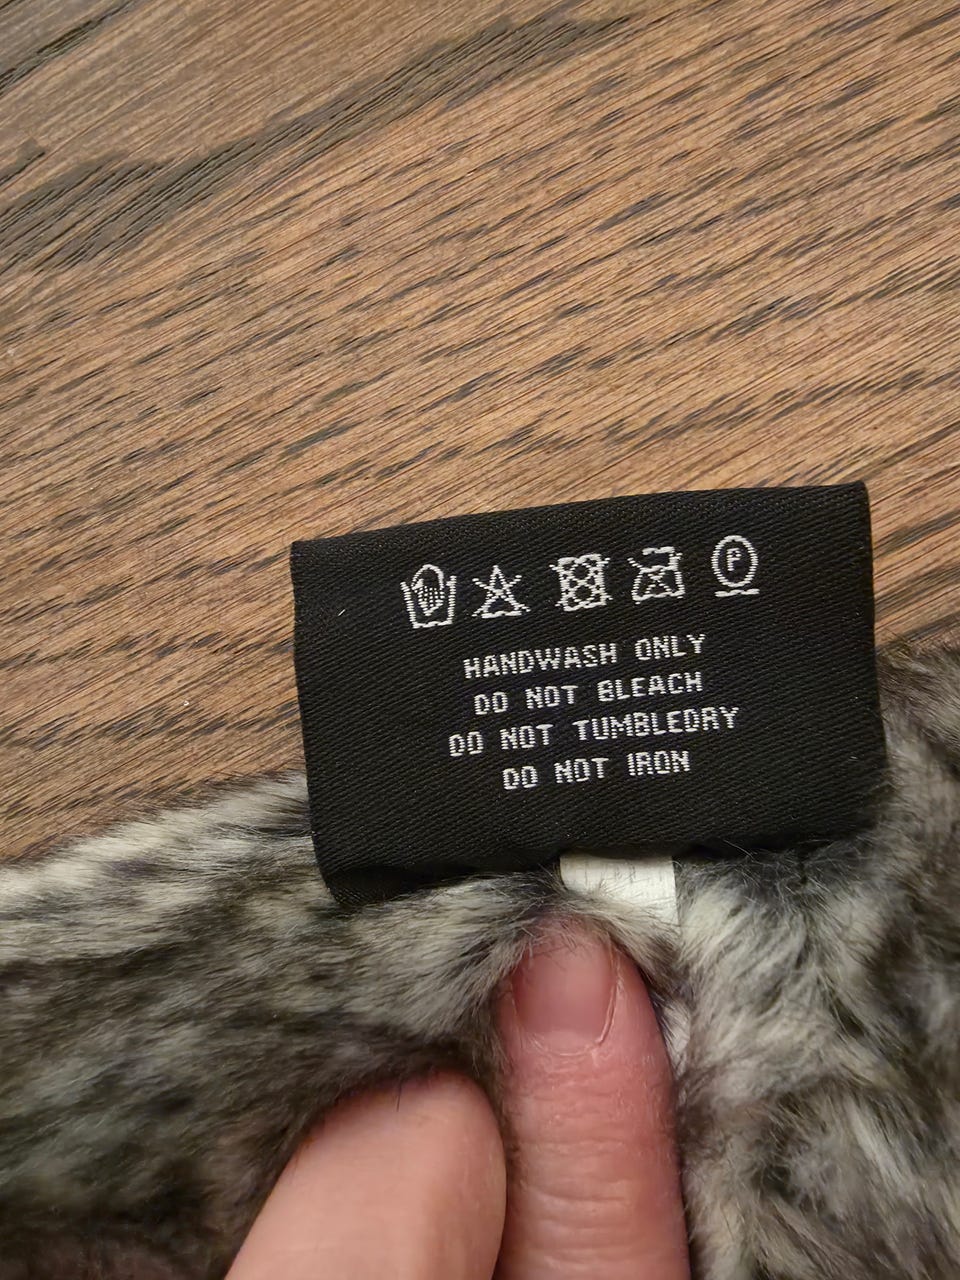 P
HANDWASH ONLY
DO NOT BLEACH
DO NOT TUMBLEDRY
DO NOT IRON